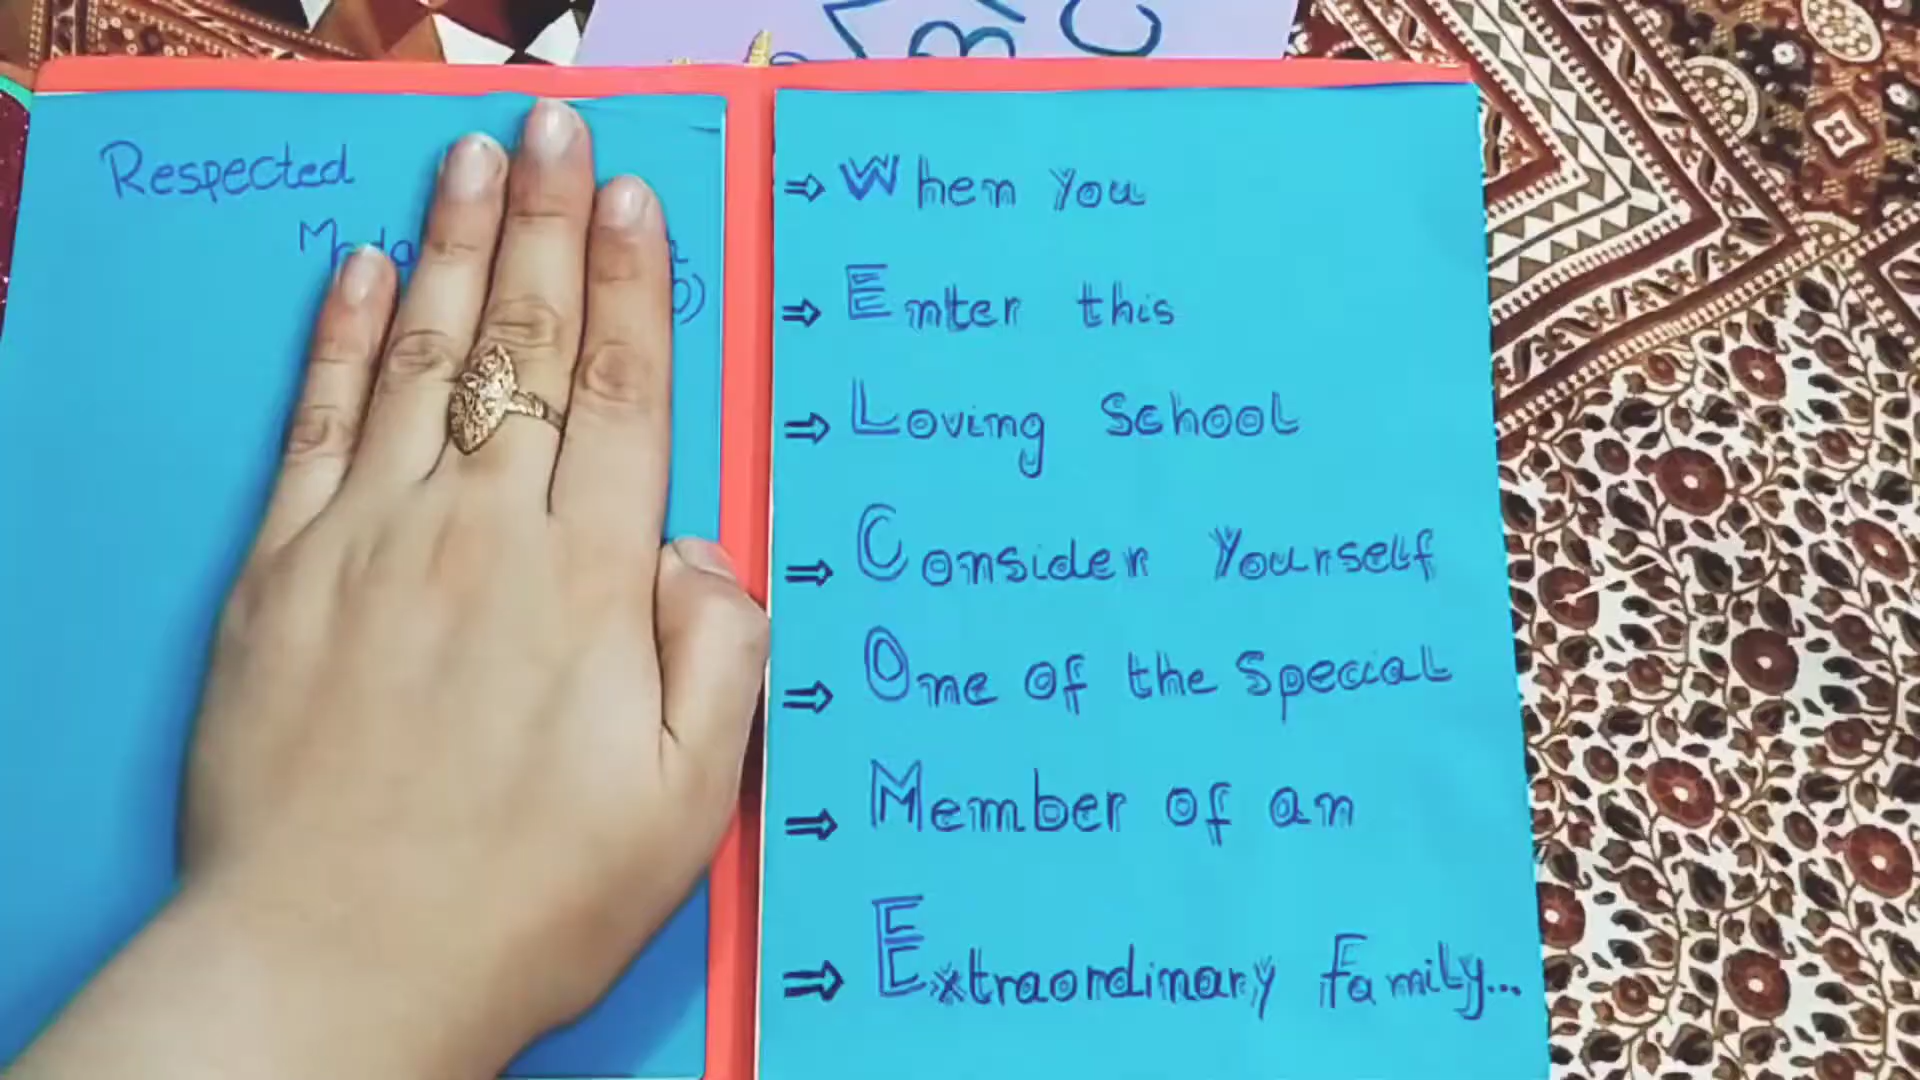 Respected
⇒ When you
⇒ Enter this
⇒ Loving School
⇒ Consider Yourself
⇒ One of the Special
⇒ Member of an
⇒ Extraordinary family...